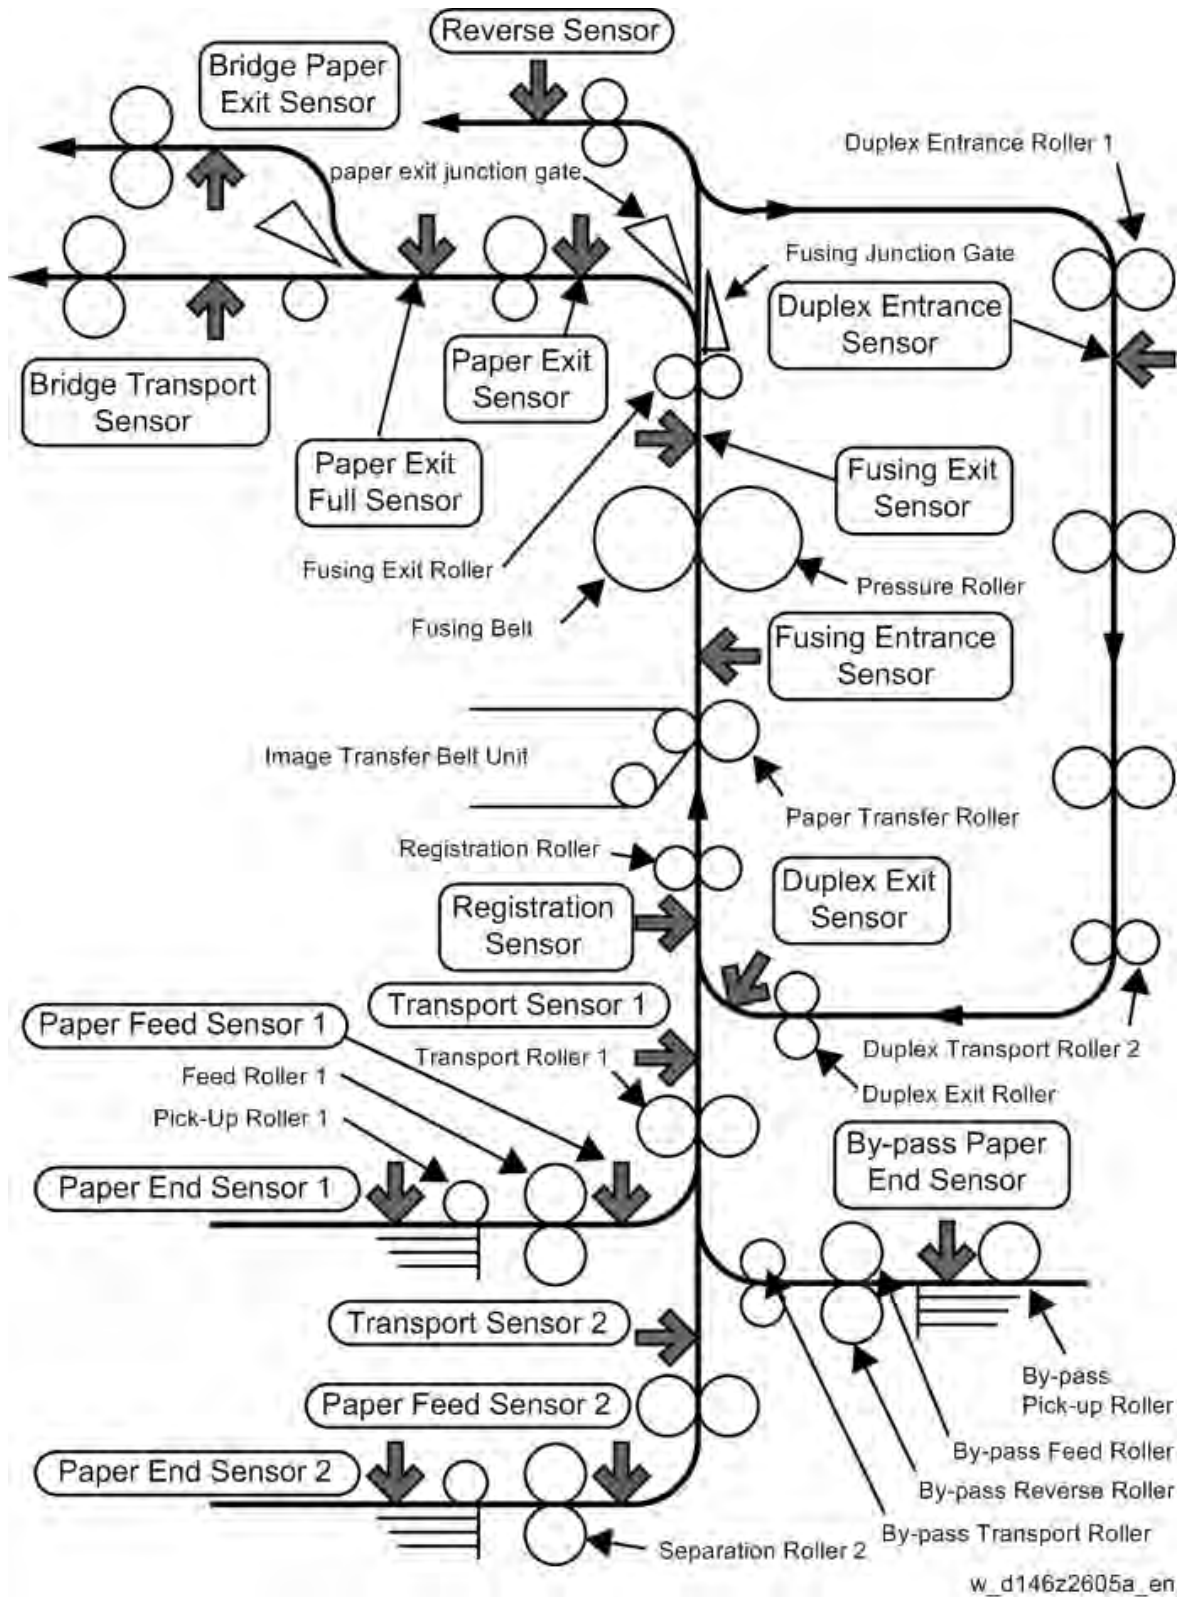 Reverse Sensor
Bridge Paper
Exit Sensor
Duplex Entrance Roller 1
paper exit junction gate
Fusing Junction Gate
Duplex Entrance
Sensor
Paper Exit
Sensor
Bridge Transport
Sensor
Paper Exit
Full Sensor
Fusing Exit
Sensor
Fusing Exit Roller
Pressure Roller
Fusing Belt
Fusing Entrance
Sensor
Image Transfer Belt Unit
Paper Transfer Roller
Registration Roller
Duplex Exit
Sensor
Registration
Sensor
Transport Sensor 1
Paper Feed Sensor 1
Transport Roller 1
Duplex Transport Roller 2
Feed Roller 1
Duplex Exit Roller
Pick-Up Roller 1
By-pass Paper
End Sensor
Paper End Sensor 1
Transport Sensor 2
By-pass
Pick-up Roller
Paper Feed Sensor 2
By-pass Feed Roller
Paper End Sensor 2
By-pass Reverse Roller
By-pass Transport Roller
Separation Roller 2
w_d146z2605a_en